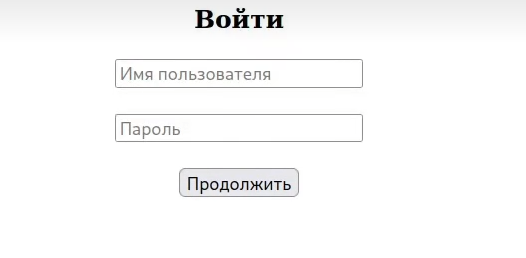 Войти
Имя пользователя
Пароль
Продолжить